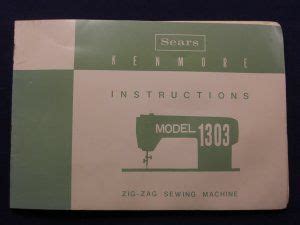 Sears
KENMORE
INSTRUCTIONS
MODEL 1303
ZIG-ZAG SEWING MACHINE